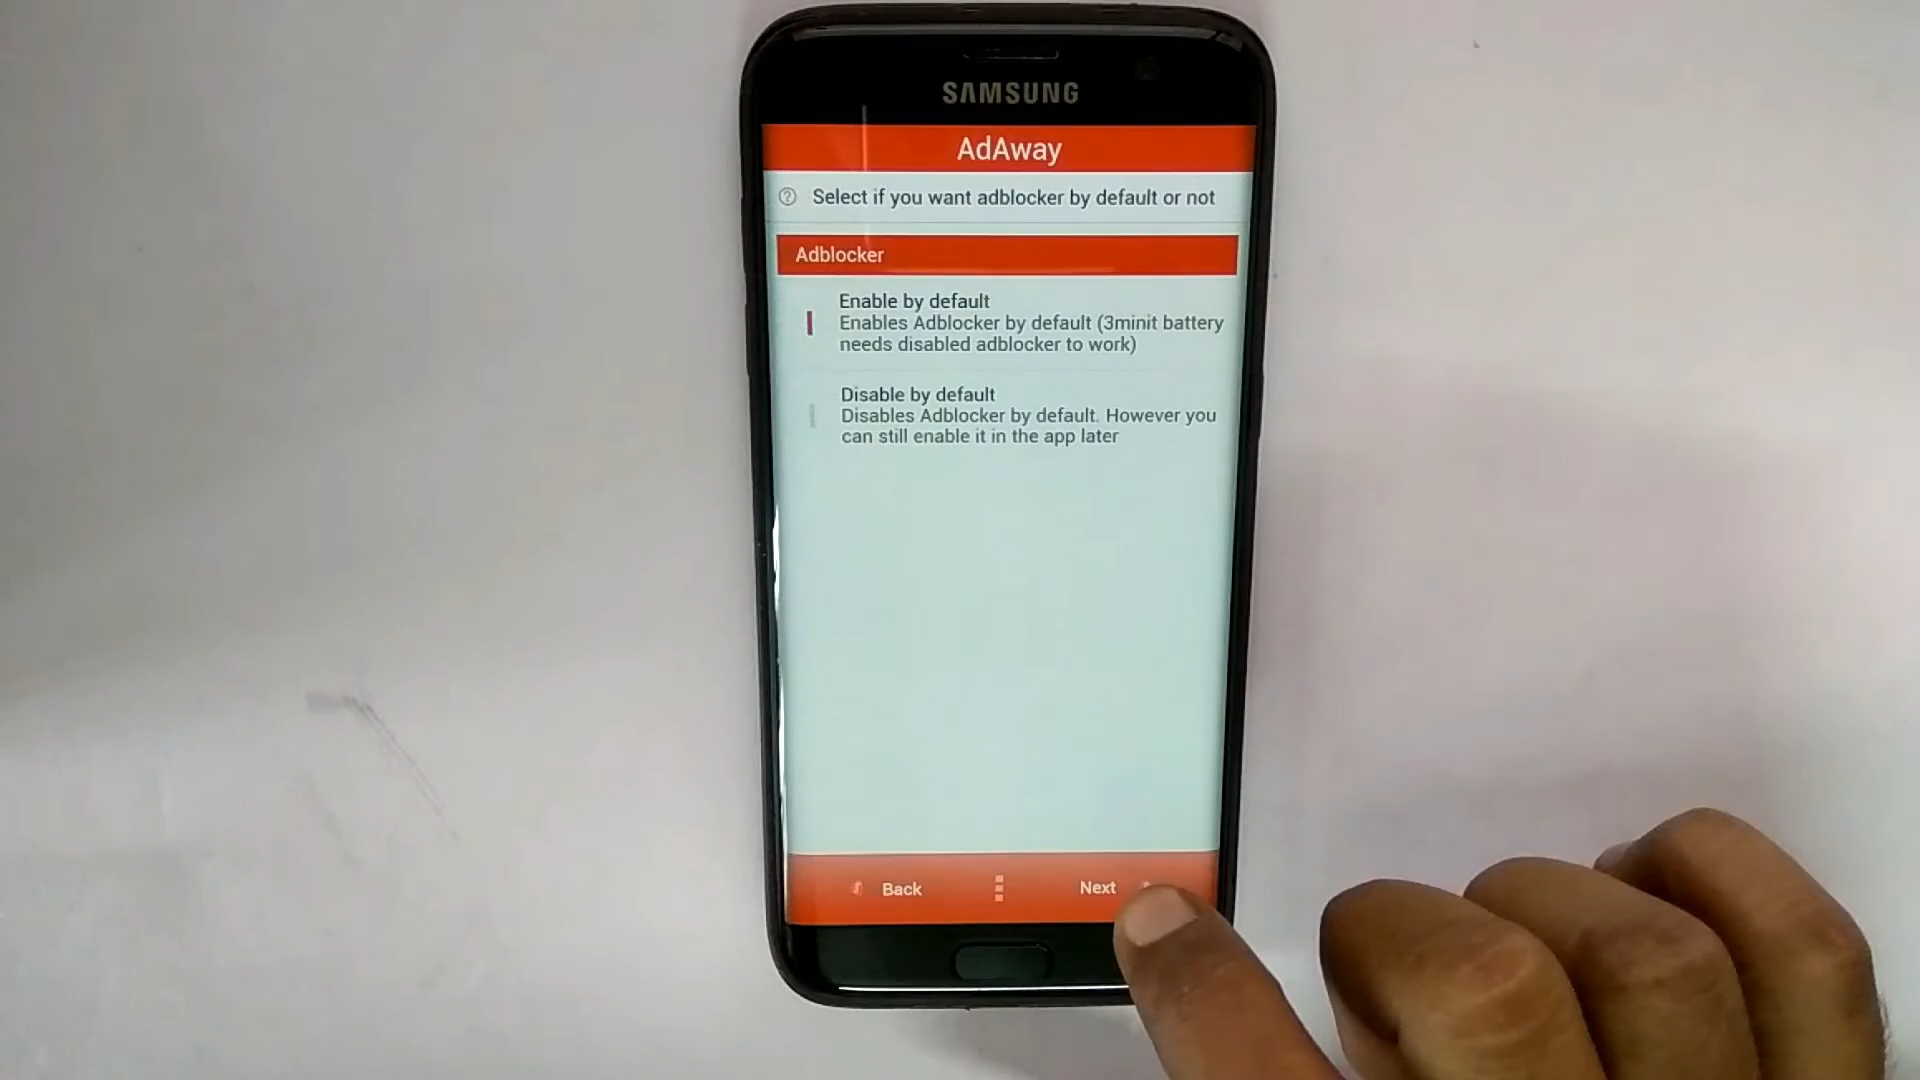 SAMSUNG
AdAway
Select if you want adblocker by default or not
Adblocker
Enable by default
Enables Adblocker by default (3minit battery
needs disabled adblocker to work)
Disable by default
Disables Adblocker by default. However you
can still enable it in the app later
Back
Next